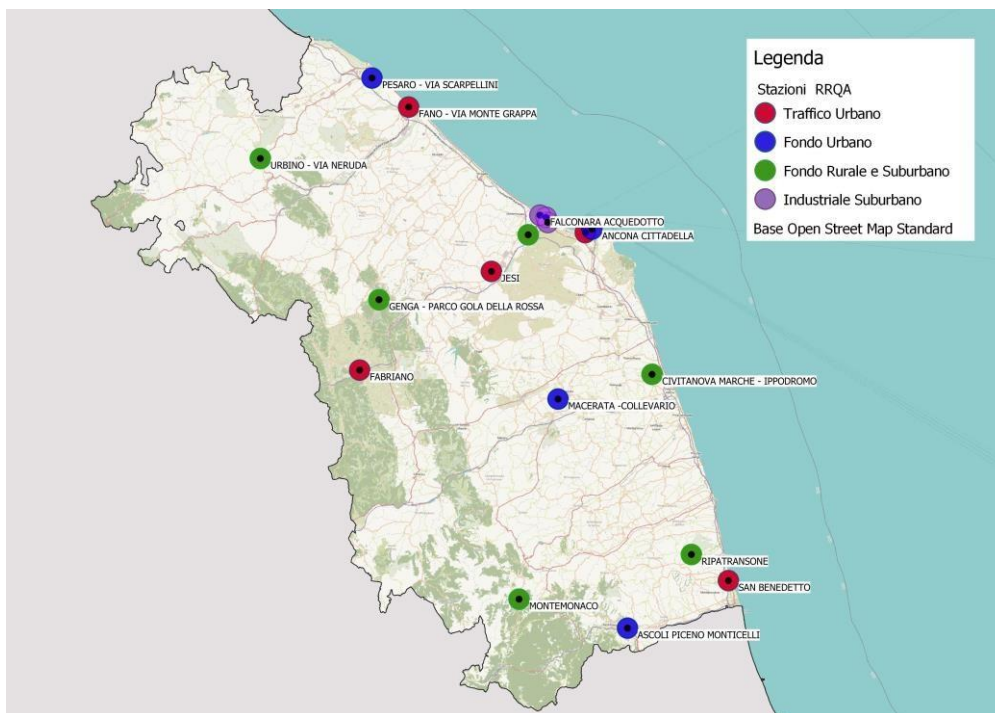 Legenda
Stazioni RRQA
Traffico Urbano
Fondo Urbano
Fondo Rurale e Suburbano
Industriale Suburbano
Base Open Street Map Standard
PESARO - VIA SCARPELLINI
FANO - VIA MONTE GRAPPA
URBINO - VIA NERUDA
FALCONARA ACQUEDOTTO
ANCONA CITTADELLA
JESI
GENGA - PARCO GOLA DELLA ROSSA
FABRIANO
CIVITANOVA MARCHE - IPPODROMO
MACERATA -COLLEVARIO
RIPATRANSONE
SAN BENEDETTO
MONTEMONACO
ASCOLI PICENO MONTICELLI